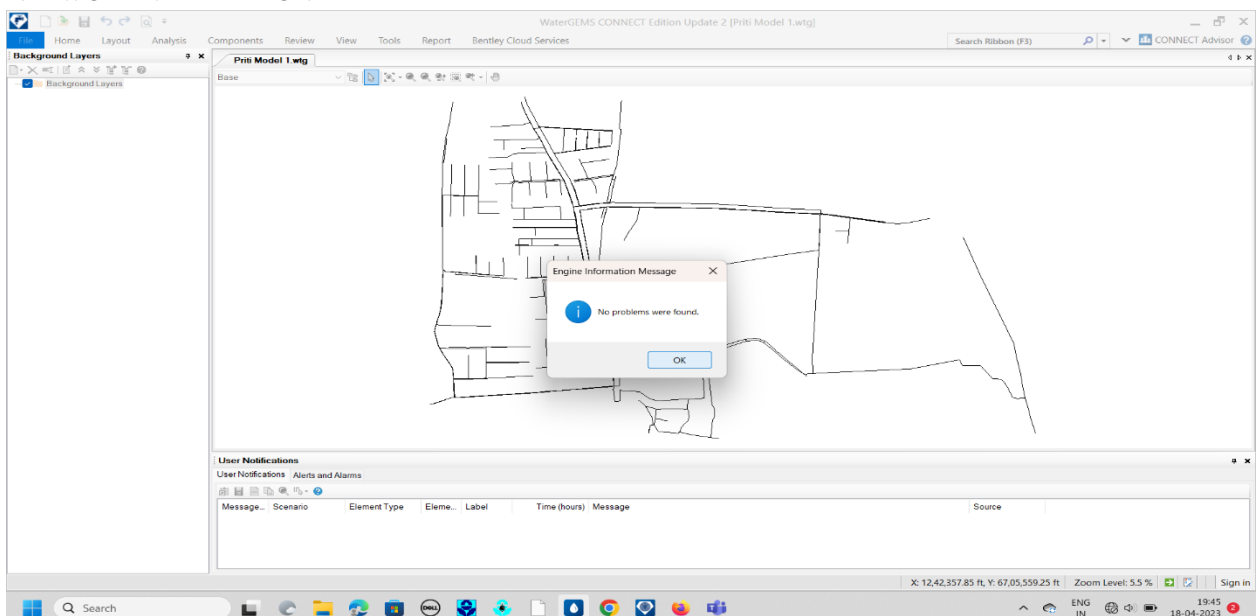 WaterGEMS CONNECT Edition Update 2 [Priti Model 1.wtg]
File Home Layout Analysis Components Review View Tools Report Bentley Cloud Services Search Ribbon (F3) CONNECT Advisor
Background Layers
Priti Model 1.wtg
Base
Background Layers
Engine Information Message
No problems were found.
OK
User Notifications
User Notifications Alerts and Alarms
Message... Scenario Element Type Eleme... Label Time (hours) Message Source
X: 12,42,357.85 ft, Y: 67,05,559.25 ft Zoom Level: 5.5 % Sign in
Search
DELL
ENG
IN
19:45
18-04-2023
2